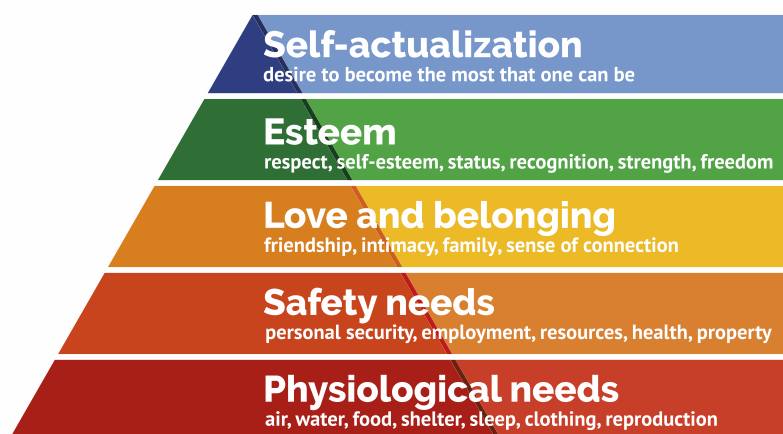 Self-actualization
desire to become the most that one can be
Esteem
respect, self-esteem, status, recognition, strength, freedom
Love and belonging
friendship, intimacy, family, sense of connection
Safety needs
personal security, employment, resources, health, property
Physiological needs
air, water, food, shelter, sleep, clothing, reproduction